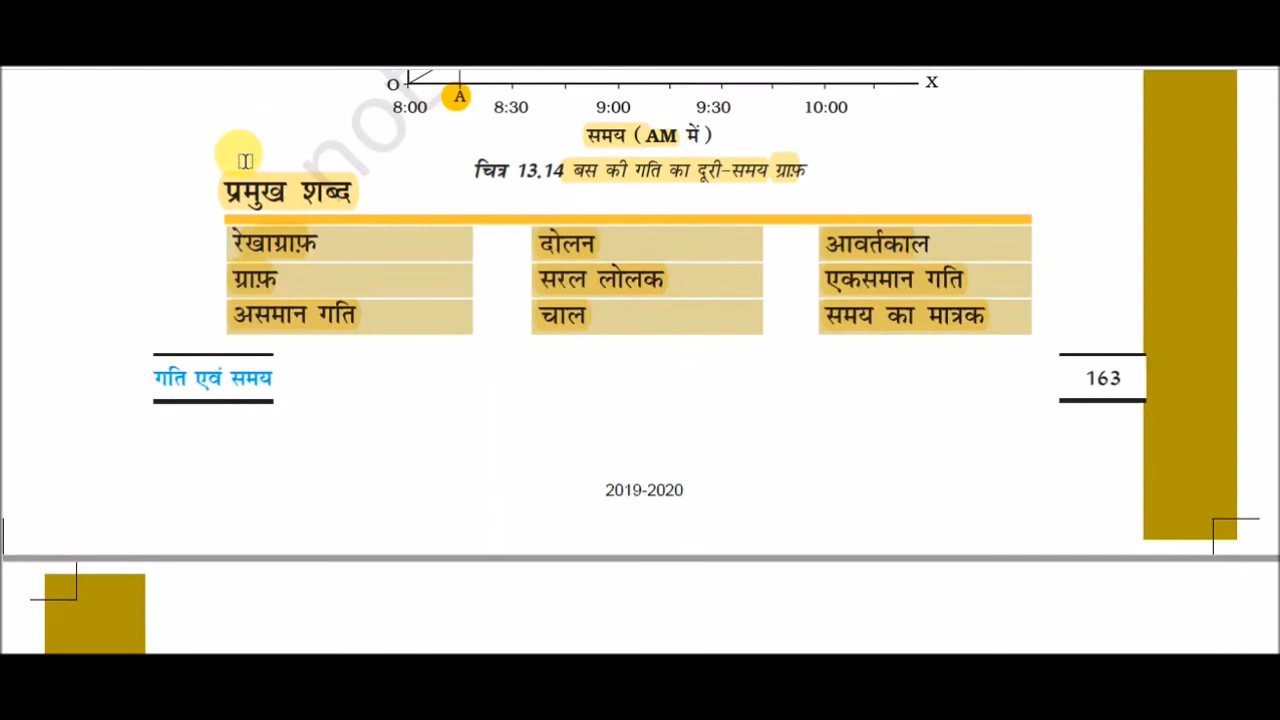 O A X
8:00 8:30 9:00 9:30 10:00
समय (AM में)
चित्र 13.14 बस की गति का दूरी-समय ग्राफ़
प्रमुख शब्द
रेखाग्राफ़ दोलन आवर्तकाल
ग्राफ़ सरल लोलक एकसमान गति
असमान गति चाल समय का मात्रक
गति एवं समय 163
2019-2020